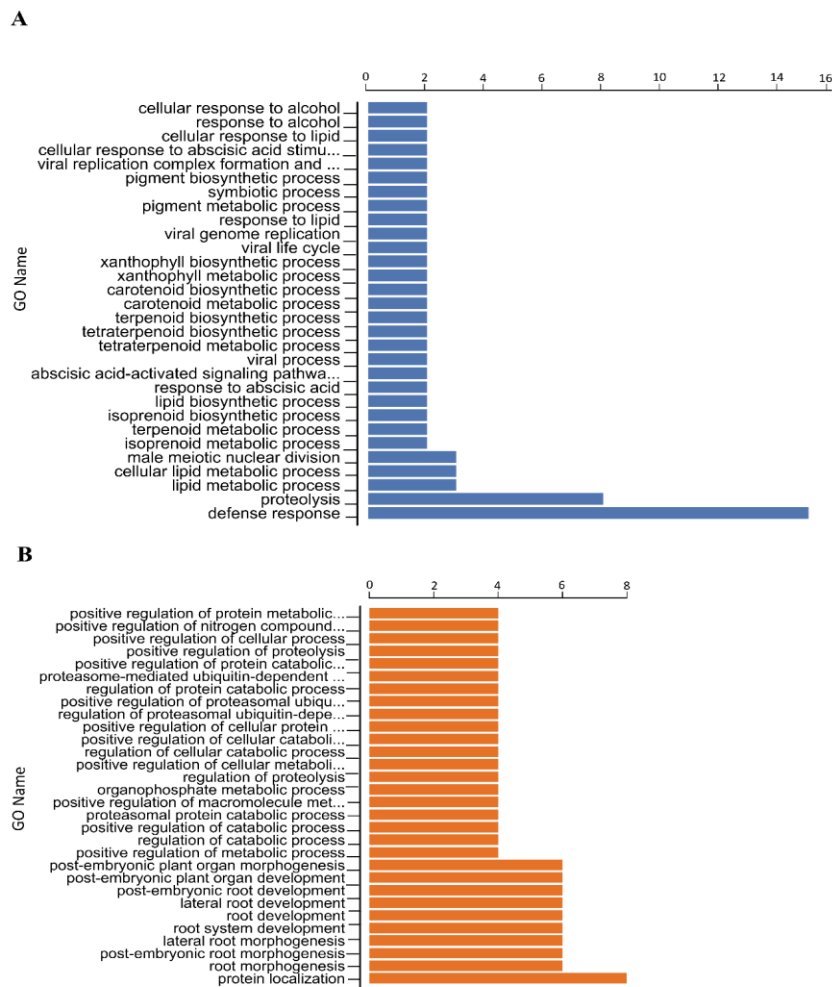 A
0 2 4 6 8 10 12 14 16
cellular response to alcohol
response to alcohol
cellular response to lipid
cellular response to abscisic acid stimu...
viral replication complex formation and ...
pigment biosynthetic process
symbiotic process
pigment metabolic process
response to lipid
viral genome replication
viral life cycle
xanthophyll biosynthetic process
xanthophyll metabolic process
carotenoid biosynthetic process
carotenoid metabolic process
terpenoid biosynthetic process
tetraterpenoid biosynthetic process
tetraterpenoid metabolic process
viral process
abscisic acid-activated signaling pathwa...
response to abscisic acid
lipid biosynthetic process
isoprenoid biosynthetic process
terpenoid metabolic process
isoprenoid metabolic process
male meiotic nuclear division
cellular lipid metabolic process
lipid metabolic process
proteolysis
defense response
GO Name
B
0 2 4 6 8
positive regulation of protein metabolic...
positive regulation of nitrogen compound...
positive regulation of cellular process
positive regulation of proteolysis
positive regulation of protein catabolic...
proteasome-mediated ubiquitin-dependent ...
regulation of protein catabolic process
positive regulation of proteasomal ubiqu...
regulation of proteasomal ubiquitin-depe...
positive regulation of cellular protein ...
positive regulation of cellular cataboli...
regulation of cellular catabolic process
positive regulation of cellular metaboli...
regulation of proteolysis
organophosphate metabolic process
positive regulation of macromolecule met...
proteasomal protein catabolic process
positive regulation of catabolic process
regulation of catabolic process
positive regulation of metabolic process
post-embryonic plant organ morphogenesis
post-embryonic plant organ development
post-embryonic root development
lateral root development
root development
root system development
lateral root morphogenesis
post-embryonic root morphogenesis
root morphogenesis
protein localization
GO Name